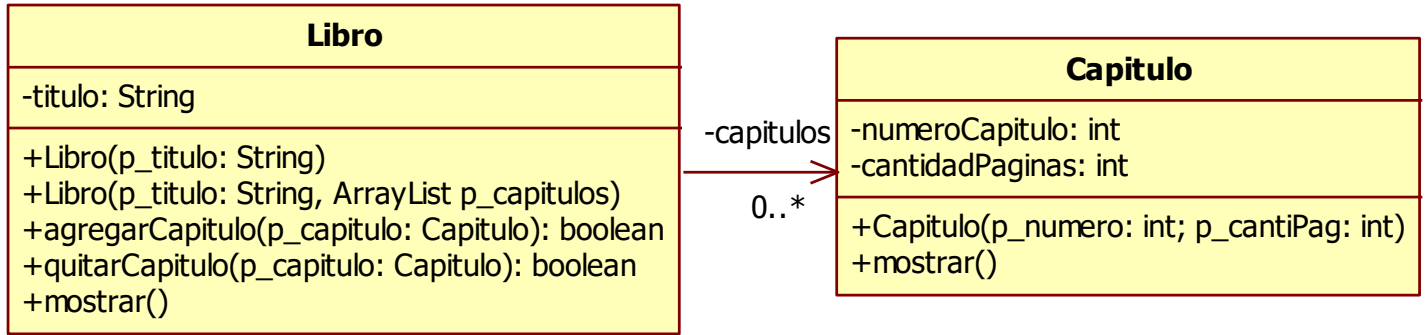 Libro
-titulo: String
+Libro(p_titulo: String)
+Libro(p_titulo: String, ArrayList p_capitulos)
+agregarCapitulo(p_capitulo: Capitulo): boolean
+quitarCapitulo(p_capitulo: Capitulo): boolean
+mostrar()
-capitulos
0..*
Capitulo
-numeroCapitulo: int
-cantidadPaginas: int
+Capitulo(p_numero: int; p_cantiPag: int)
+mostrar()